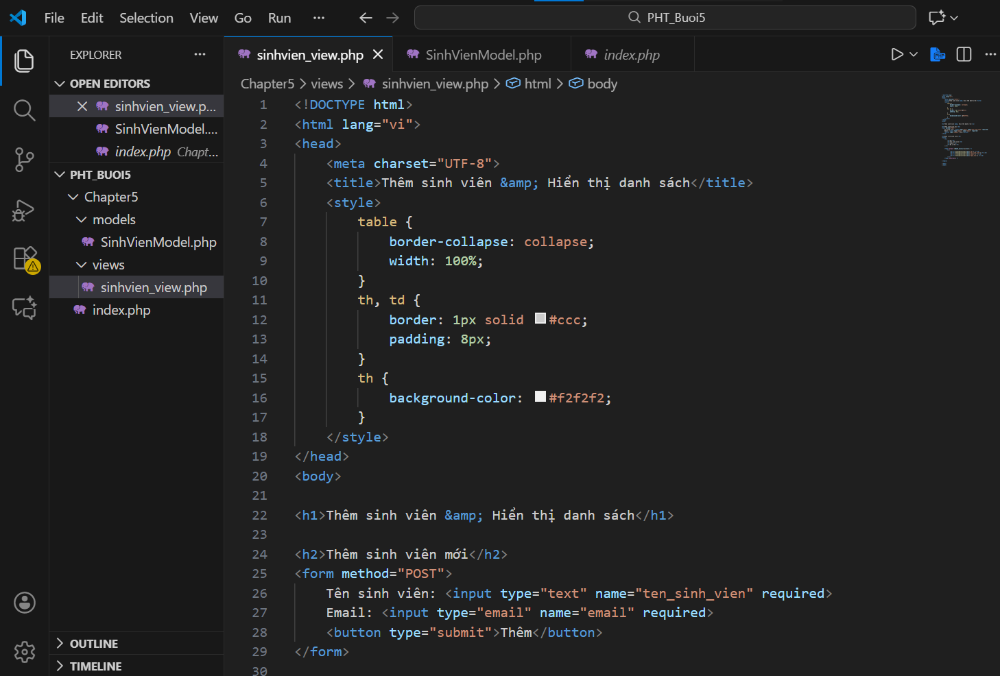 File Edit Selection View Go Run ··· PHT_Buoi5
EXPLORER ···
OPEN EDITORS
sinhvien_view.p...
SinhVienModel....
index.php Chapt...
PHT_BUOI5
Chapter5
models
SinhVienModel.php
views
sinhvien_view.php
index.php
OUTLINE
TIMELINE
sinhvien_view.php SinhVienModel.php index.php
Chapter5 > views > sinhvien_view.php > html > body
1 <!DOCTYPE html>
2 <html lang="vi">
3 <head>
4 <meta charset="UTF-8">
5 <title>Thêm sinh viên &amp; Hiển thị danh sách</title>
6 <style>
7 table {
8 border-collapse: collapse;
9 width: 100%;
10 }
11 th, td {
12 border: 1px solid #ccc;
13 padding: 8px;
14 }
15 th {
16 background-color: #f2f2f2;
17 }
18 </style>
19 </head>
20 <body>
21
22 <h1>Thêm sinh viên &amp; Hiển thị danh sách</h1>
23
24 <h2>Thêm sinh viên mới</h2>
25 <form method="POST">
26 Tên sinh viên: <input type="text" name="ten_sinh_vien" required>
27 Email: <input type="email" name="email" required>
28 <button type="submit">Thêm</button>
29 </form>
30